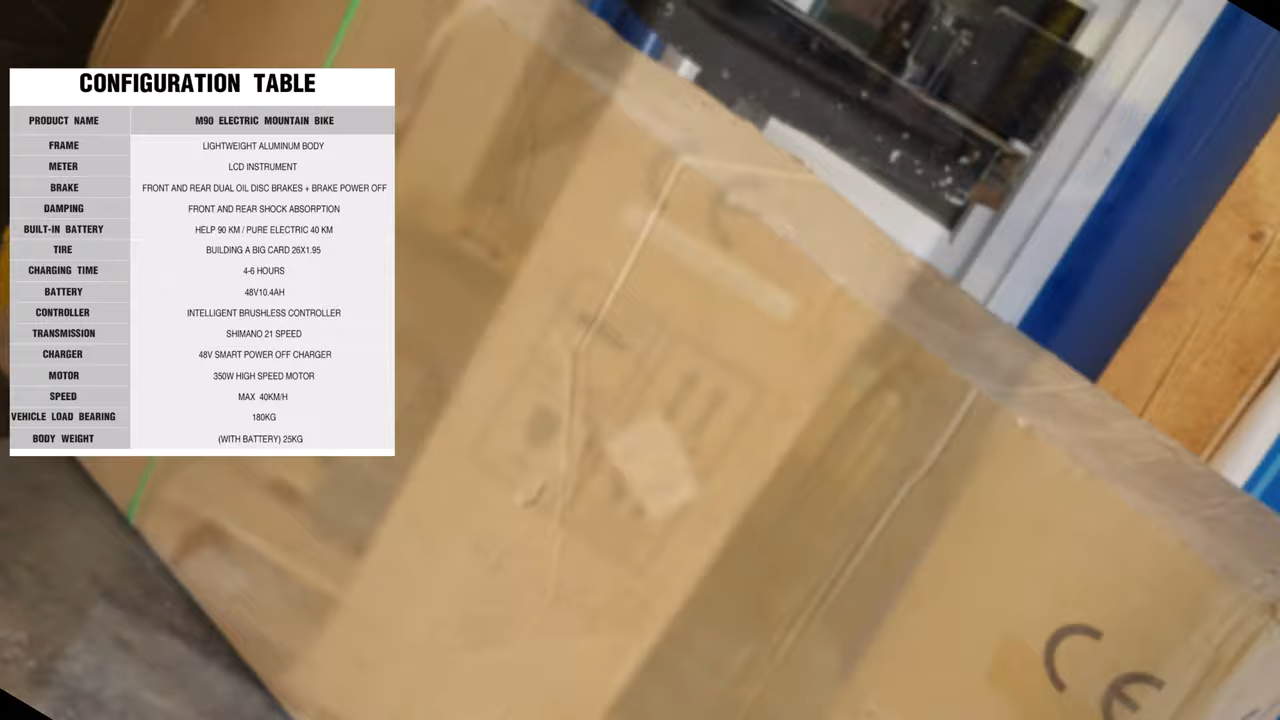 CONFIGURATION TABLE
PRODUCT NAME M90 ELECTRIC MOUNTAIN BIKE
FRAME LIGHTWEIGHT ALUMINUM BODY
METER LCD INSTRUMENT
BRAKE FRONT AND REAR DUAL OIL DISC BRAKES + BRAKE POWER OFF
DAMPING FRONT AND REAR SHOCK ABSORPTION
BUILT-IN BATTERY HELP 90 KM / PURE ELECTRIC 40 KM
TIRE BUILDING A BIG CARD 26X1.95
CHARGING TIME 4-6 HOURS
BATTERY 48V10.4AH
CONTROLLER INTELLIGENT BRUSHLESS CONTROLLER
TRANSMISSION SHIMANO 21 SPEED
CHARGER 48V SMART POWER OFF CHARGER
MOTOR 350W HIGH SPEED MOTOR
SPEED MAX 40KM/H
VEHICLE LOAD BEARING 180KG
BODY WEIGHT (WITH BATTERY) 25KG
CE